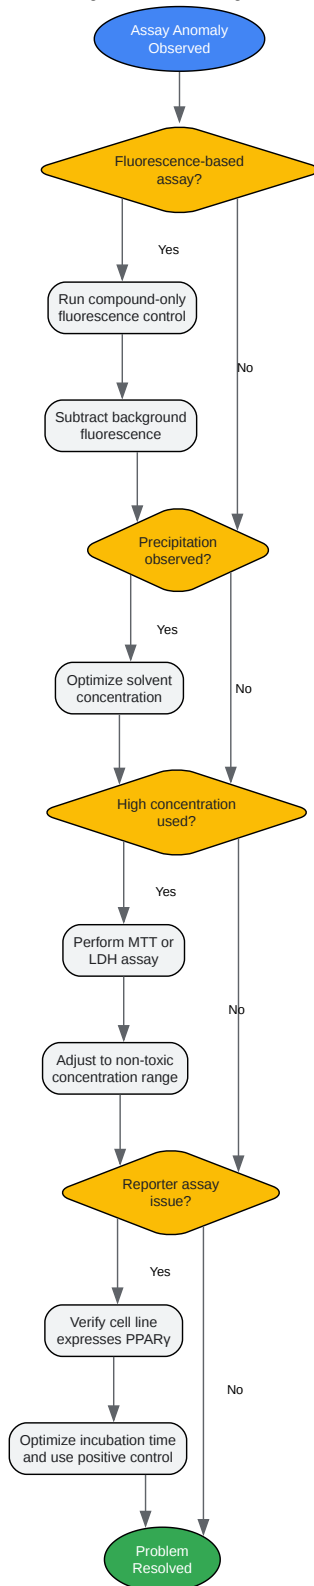 Assay Anomaly
Observed
Fluorescence-based
assay?
Yes
Run compound-only
fluorescence control
No
Subtract background
fluorescence
Precipitation
observed?
Yes
Optimize solvent
concentration
No
High concentration
used?
Yes
Perform MTT or
LDH assay
No
Adjust to non-toxic
concentration range
Reporter assay
issue?
Yes
Verify cell line
expresses PPARγ
No
Optimize incubation time
and use positive control
Problem
Resolved